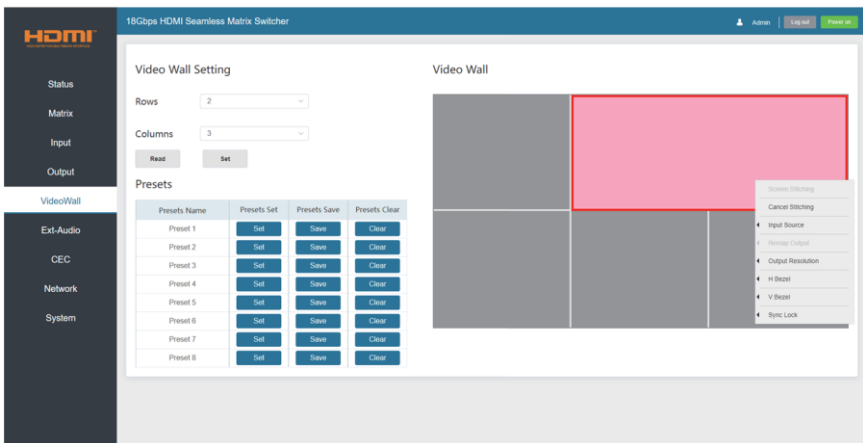 HDMI™
18Gbps HDMI Seamless Matrix Switcher
Admin
Log out
Power on
Status
Matrix
Input
Output
VideoWall
Ext-Audio
CEC
Network
System
Video Wall Setting
Rows 2
Columns 3
Read Set
Presets
Presets Name Presets Set Presets Save Presets Clear
Preset 1 Set Save Clear
Preset 2 Set Save Clear
Preset 3 Set Save Clear
Preset 4 Set Save Clear
Preset 5 Set Save Clear
Preset 6 Set Save Clear
Preset 7 Set Save Clear
Preset 8 Set Save Clear
Video Wall
Screen Stitching
Cancel Stitching
Input Source
Remap Output
Output Resolution
H Bezel
V Bezel
Sync Lock